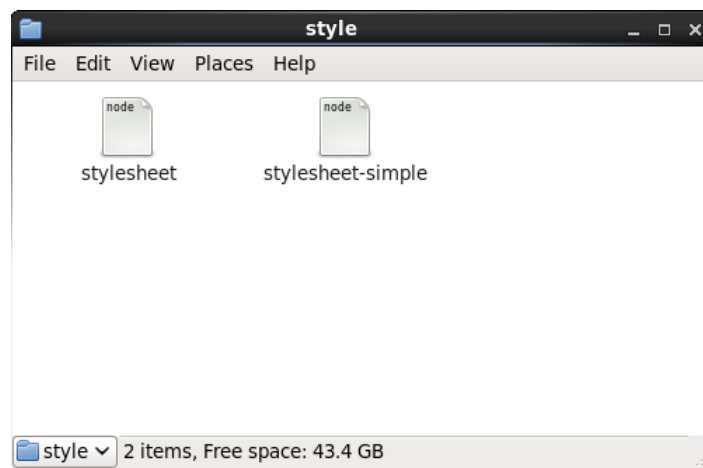 style
File Edit View Places Help
node node
stylesheet stylesheet-simple
style 2 items, Free space: 43.4 GB